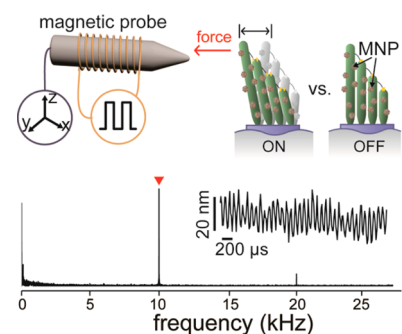 magnetic probe
force
MNP
vs.
z
y
x
ON
OFF
20 nm
200 µs
0 5 10 15 20 25
frequency (kHz)